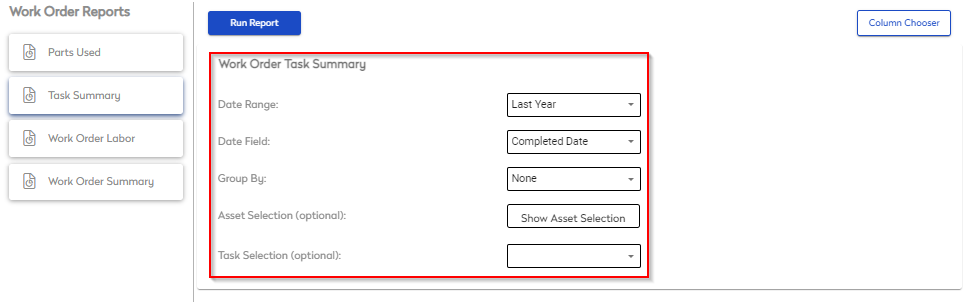 Work Order Reports
Parts Used
Task Summary
Work Order Labor
Work Order Summary
Run Report
Column Chooser
Work Order Task Summary
Date Range: Last Year
Date Field: Completed Date
Group By: None
Asset Selection (optional): Show Asset Selection
Task Selection (optional):